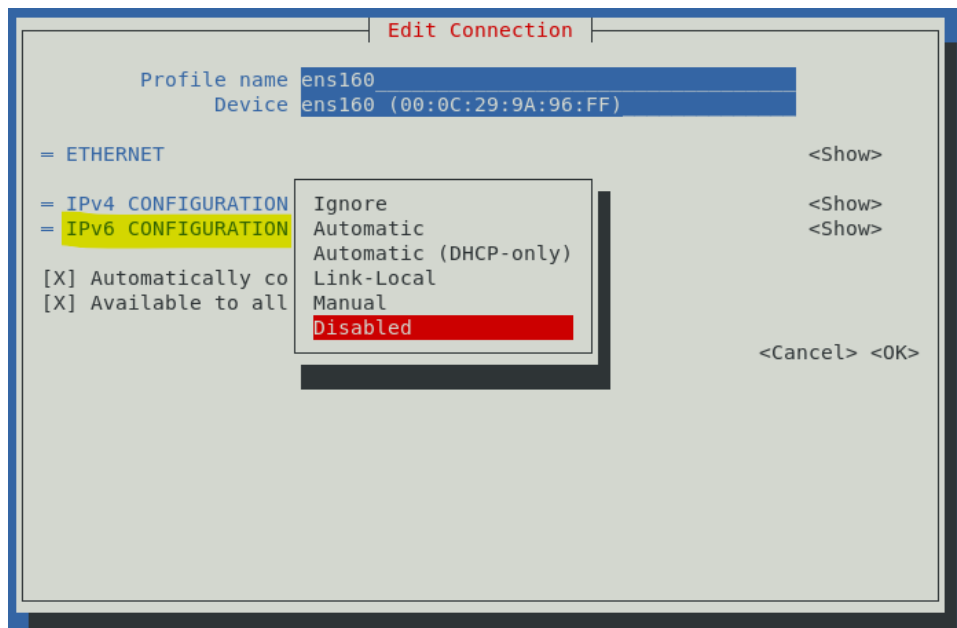 Edit Connection
Profile name ens160
Device ens160 (00:0C:29:9A:96:FF)
= ETHERNET <Show>
= IPv4 CONFIGURATION <Show>
= IPv6 CONFIGURATION <Show>
Ignore
Automatic
Automatic (DHCP-only)
Link-Local
Manual
Disabled
[X] Automatically co
[X] Available to all
<Cancel> <OK>